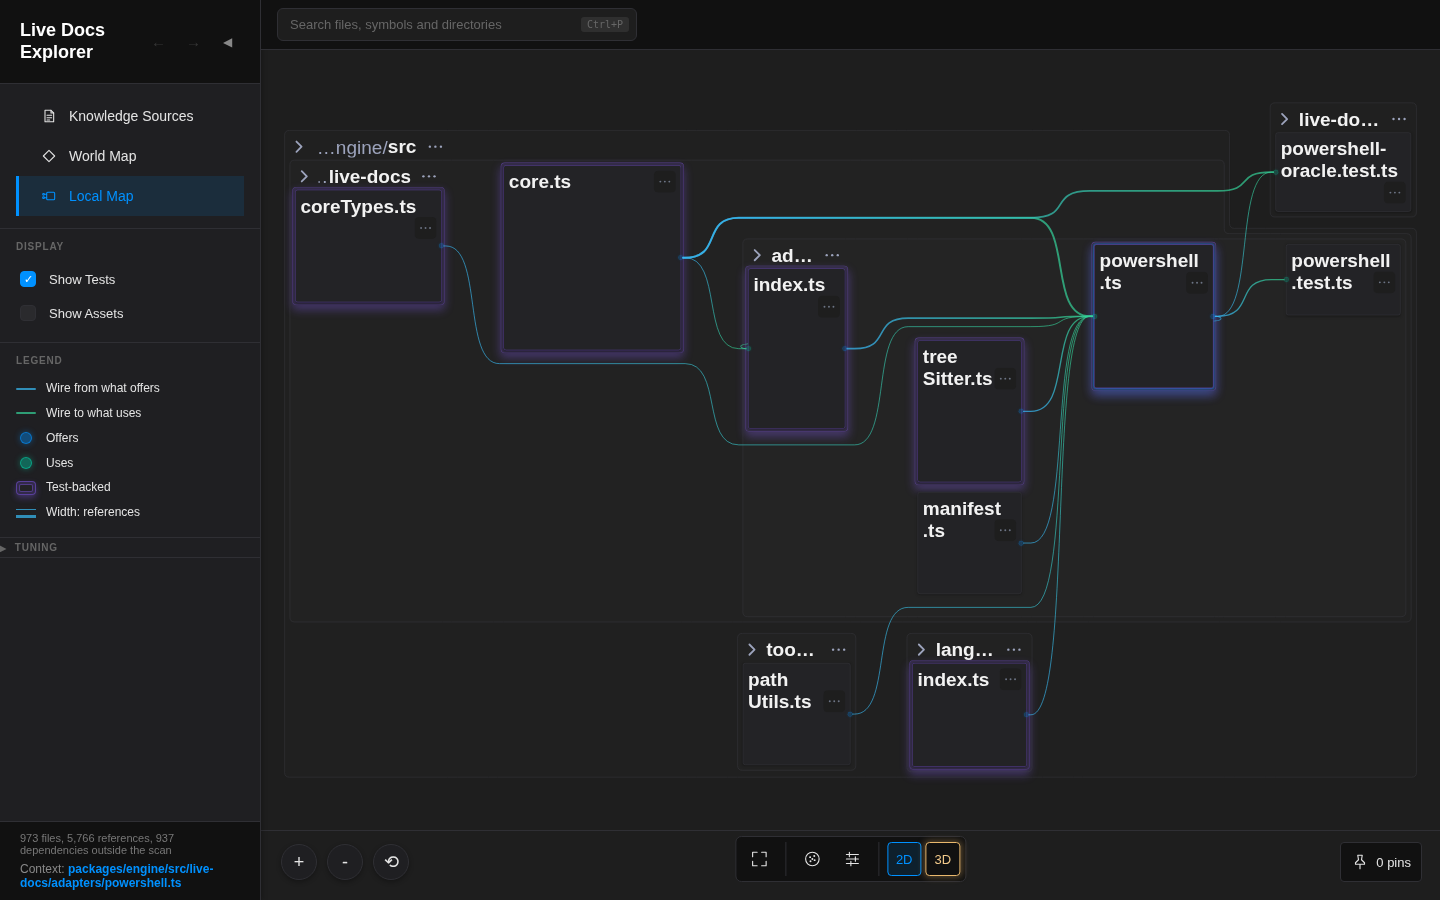 Live Docs
Explorer
Search files, symbols and directories
Ctrl+P
Knowledge Sources
World Map
Local Map
DISPLAY
Show Tests
Show Assets
LEGEND
Wire from what offers
Wire to what uses
Offers
Uses
Test-backed
Width: references
TUNING
973 files, 5,766 references, 937
dependencies outside the scan
Context: packages/engine/src/live-
docs/adapters/powershell.ts
…ngine/src
..live-docs
coreTypes.ts
core.ts
ad…
index.ts
tree
Sitter.ts
manifest
.ts
powershell
.ts
live-do…
powershell-
oracle.test.ts
powershell
.test.ts
too…
path
Utils.ts
lang…
index.ts
+
-
2D
3D
0 pins